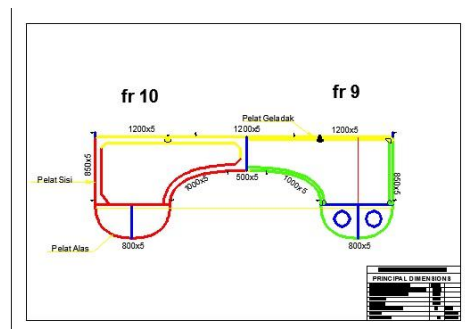 fr 10
fr 9
Pelat Geladak
1200x5
1200x5
1200x5
850x5
850x5
Pelat Sisi
1000x5
500x5
1000x5
Pelat Alas
800x5
800x5
PRINCIPAL DIMENSIONS